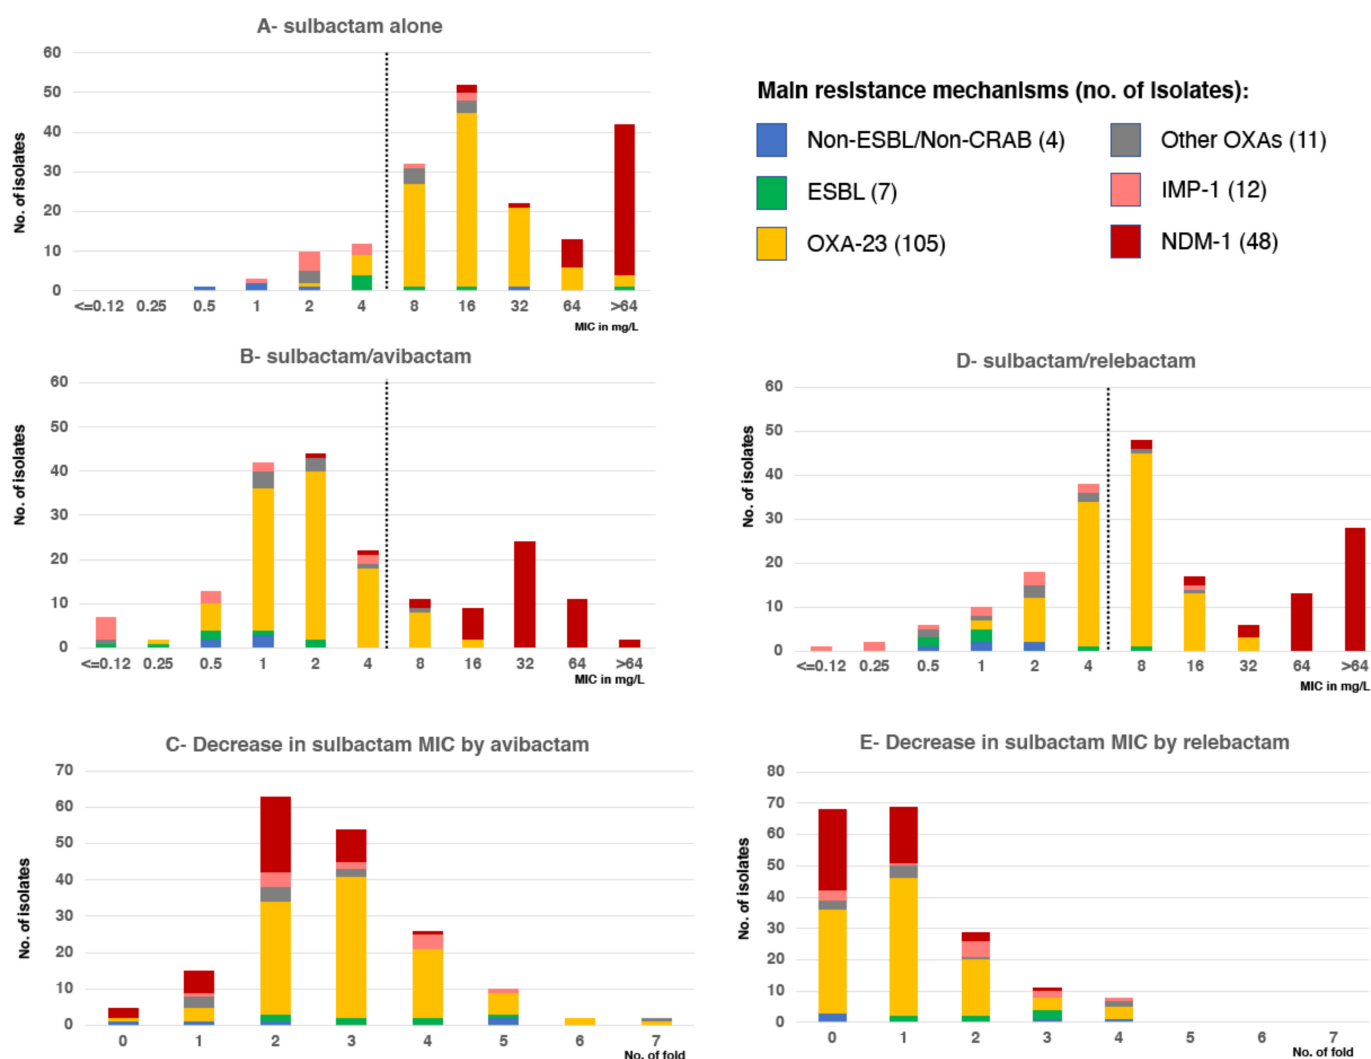 A- sulbactam alone
No. of isolates
60
50
40
30
20
10
0
<=0.12 0.25 0.5 1 2 4 8 16 32 64 >64
MIC in mg/L
Main resistance mechanisms (no. of isolates):
Non-ESBL/Non-CRAB (4)
Other OXAs (11)
ESBL (7)
IMP-1 (12)
OXA-23 (105)
NDM-1 (48)
B- sulbactam/avibactam
No. of isolates
60
50
40
30
20
10
0
<=0.12 0.25 0.5 1 2 4 8 16 32 64 >64
MIC in mg/L
D- sulbactam/relebactam
No. of isolates
60
50
40
30
20
10
0
<=0.12 0.25 0.5 1 2 4 8 16 32 64 >64
MIC in mg/L
C- Decrease in sulbactam MIC by avibactam
No. of isolates
70
60
50
40
30
20
10
0
0 1 2 3 4 5 6 7
No. of fold
E- Decrease in sulbactam MIC by relebactam
No. of isolates
80
70
60
50
40
30
20
10
0
0 1 2 3 4 5 6 7
No. of fold